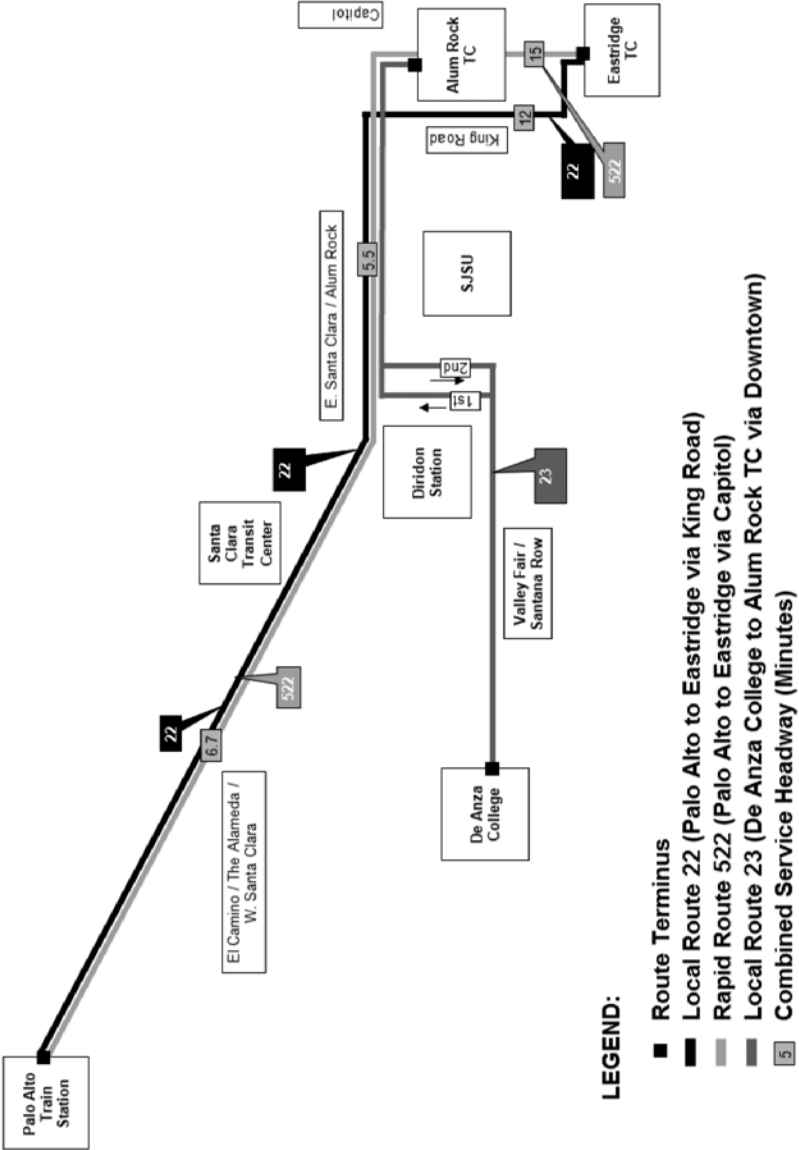 Palo Alto
Train
Station
El Camino / The Alameda /
W. Santa Clara
6.7
22
522
Santa
Clara
Transit
Center
22
E. Santa Clara / Alum Rock
5.5
Capitol
Alum Rock
TC
15
Eastridge
TC
King Road
12
22
522
SJSU
2nd
1st
Diridon
Station
23
Valley Fair /
Santana Row
De Anza
College
LEGEND:
Route Terminus
Local Route 22 (Palo Alto to Eastridge via King Road)
Rapid Route 522 (Palo Alto to Eastridge via Capitol)
Local Route 23 (De Anza College to Alum Rock TC via Downtown)
5 Combined Service Headway (Minutes)